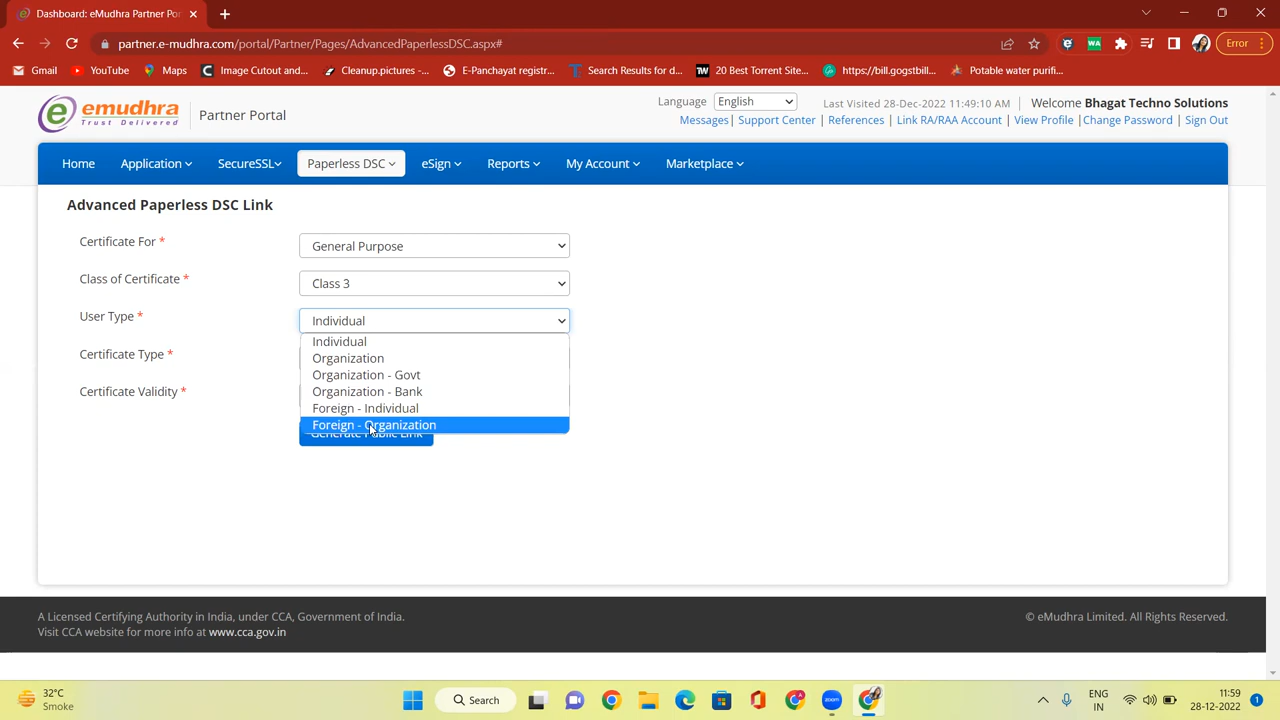 Dashboard: eMudhra Partner Por
partner.e-mudhra.com/portal/Partner/Pages/AdvancedPaperlessDSC.aspx#
Error
Gmail YouTube Maps Image Cutout and... Cleanup.pictures -... E-Panchayat registr... Search Results for d... 20 Best Torrent Site... https://bill.gogstbill... Potable water purifi...
emudhra
Trust Delivered
Partner Portal
Language English Last Visited 28-Dec-2022 11:49:10 AM Welcome Bhagat Techno Solutions
Messages| Support Center | References | Link RA/RAA Account | View Profile |Change Password | Sign Out
Home Application SecureSSL Paperless DSC eSign Reports My Account Marketplace
Advanced Paperless DSC Link
Certificate For * General Purpose
Class of Certificate * Class 3
User Type * Individual
Individual
Certificate Type * Organization
Organization - Govt
Certificate Validity * Organization - Bank
Foreign - Individual
Foreign - Organization
Generate Public Link
A Licensed Certifying Authority in India, under CCA, Government of India.
Visit CCA website for more info at www.cca.gov.in
© eMudhra Limited. All Rights Reserved.
32°C
Smoke
Search
zoom
ENG
IN
11:59
28-12-2022
1